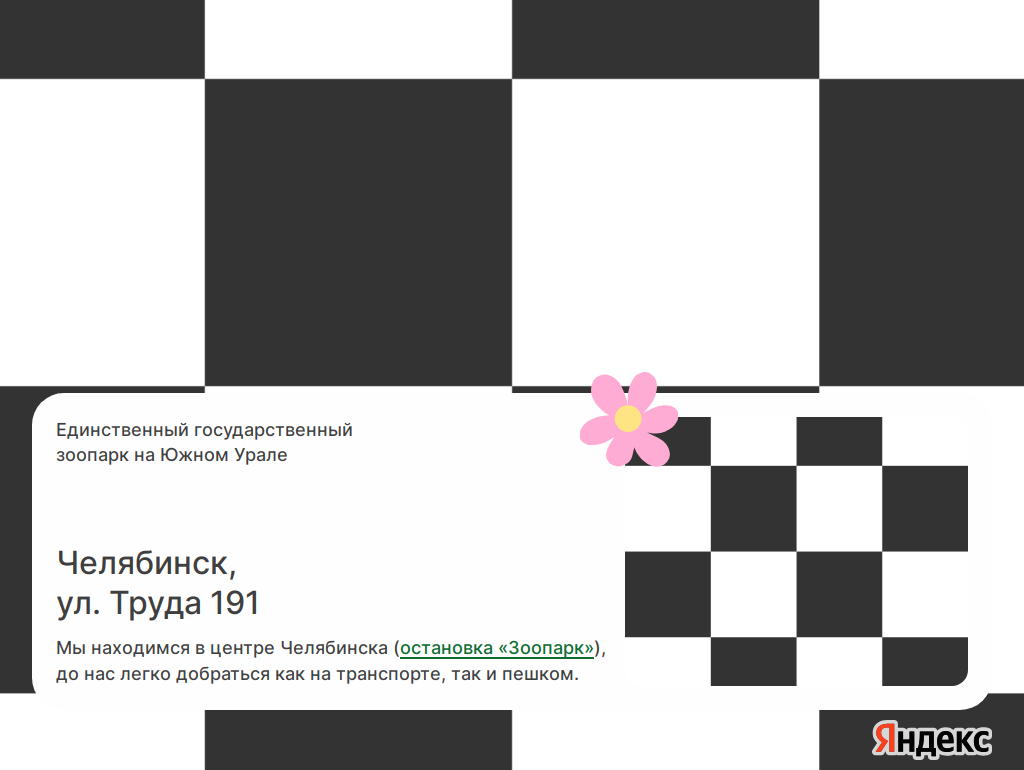 Единственный государственный
зоопарк на Южном Урале
Челябинск,
ул. Труда 191
Мы находимся в центре Челябинска (остановка «Зоопарк»),
до нас легко добраться как на транспорте, так и пешком.
Яндекс